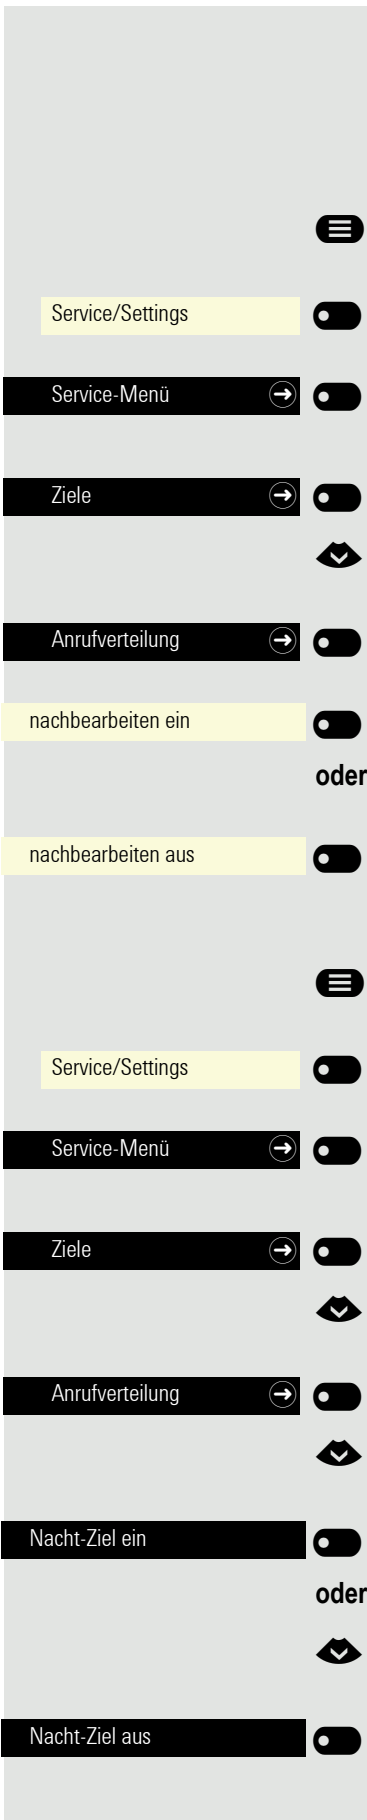 Service/Settings
Service-Menü
Ziele
Anrufverteilung
nachbearbeiten ein
oder
nachbearbeiten aus
Service/Settings
Service-Menü
Ziele
Anrufverteilung
Nacht-Ziel ein
oder
Nacht-Ziel aus